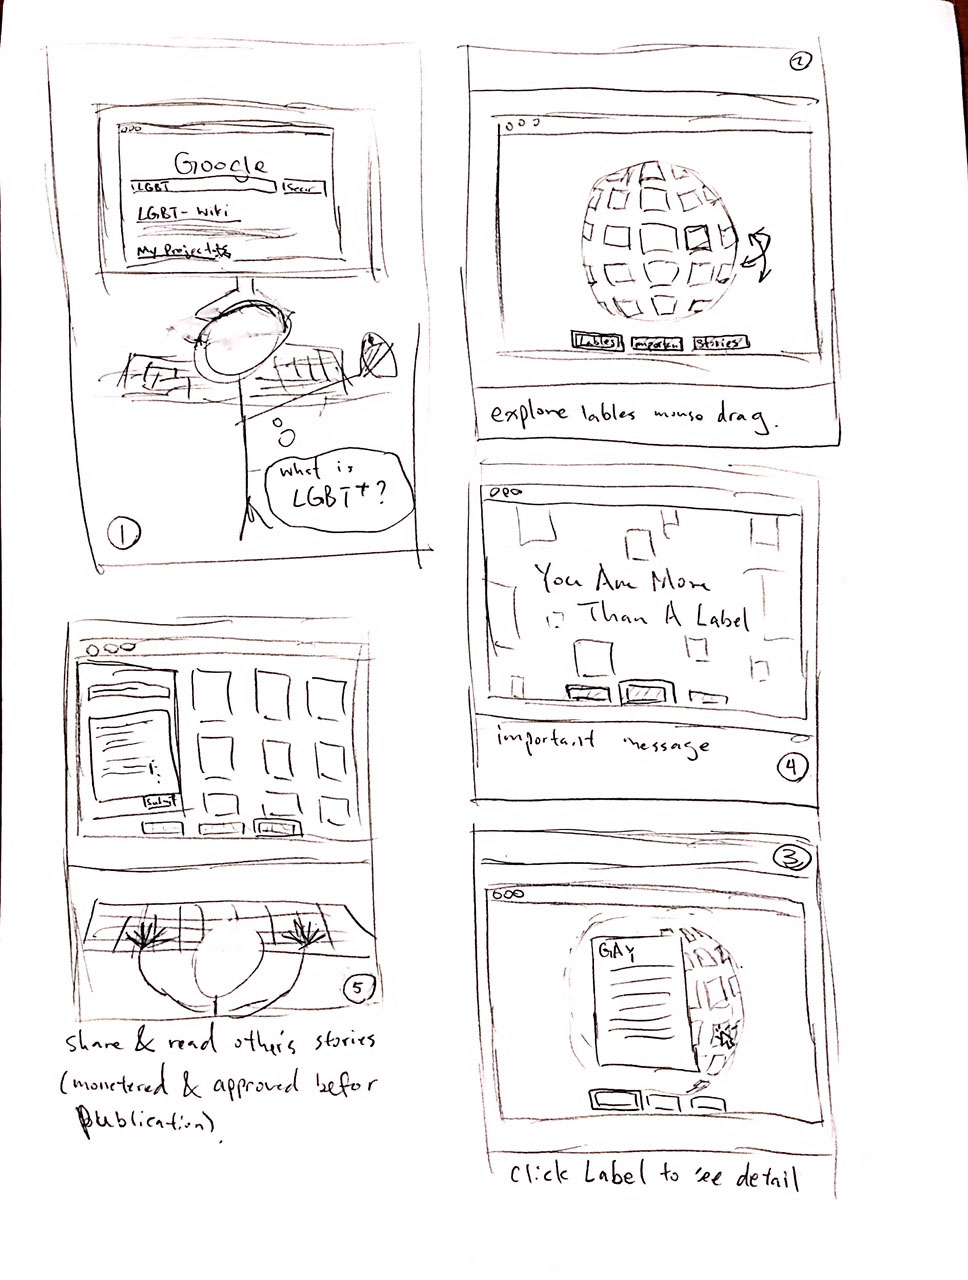 Google
LGBT
LGBT- Wiki
My Projects
What is
LGBT+?
1
2
Lables
Stories
explore lables mouse drag.
3
GAY
Click Label to see detail
You Are More
Than A Label
important message
4
Submit
5
share & read other's stories
(monetered & approved befor
publication).